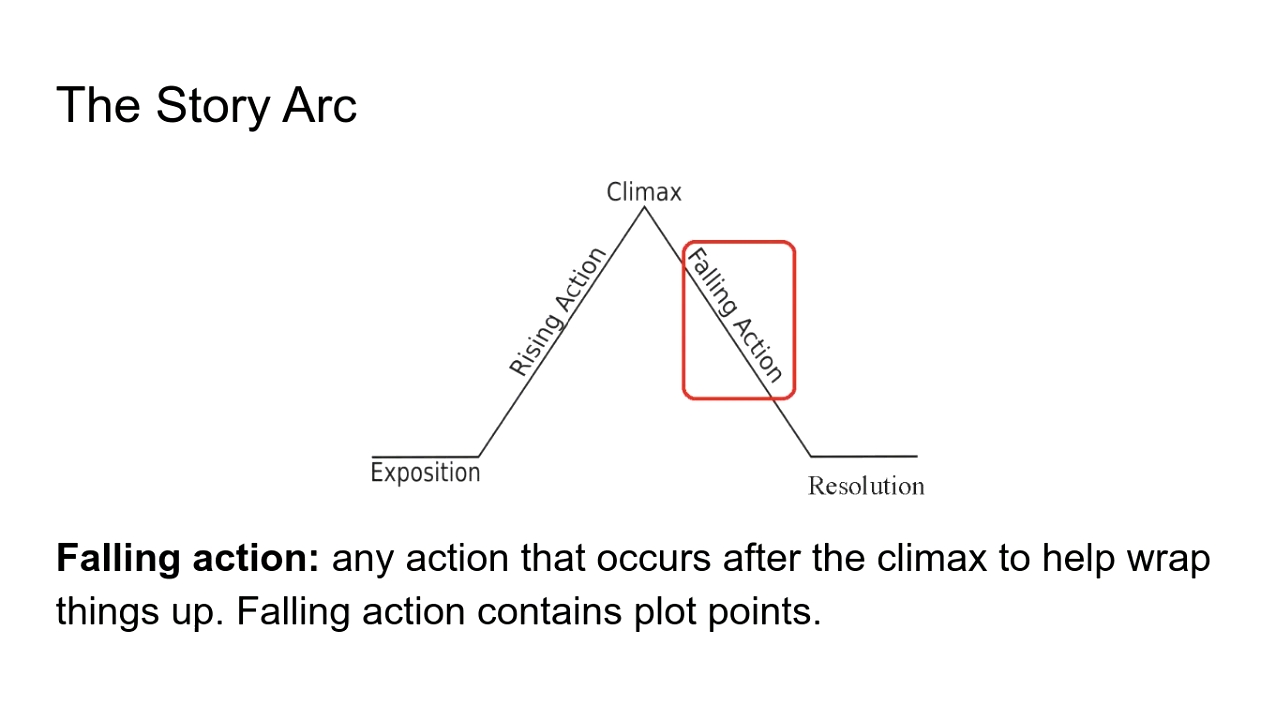 The Story Arc
Climax
Rising Action
Falling Action
Exposition
Resolution
Falling action: any action that occurs after the climax to help wrap
things up. Falling action contains plot points.